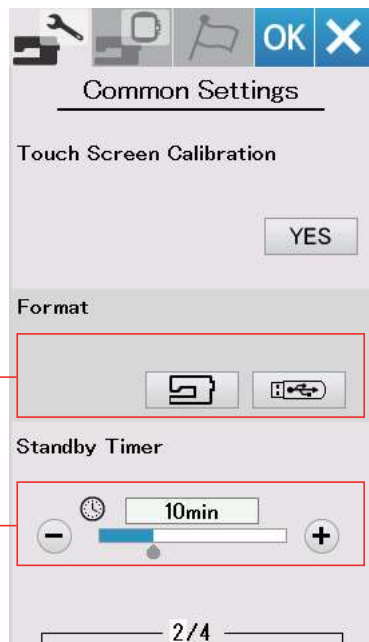 OK
Common Settings
Touch Screen Calibration
YES
Format
Standby Timer
10min
2/4